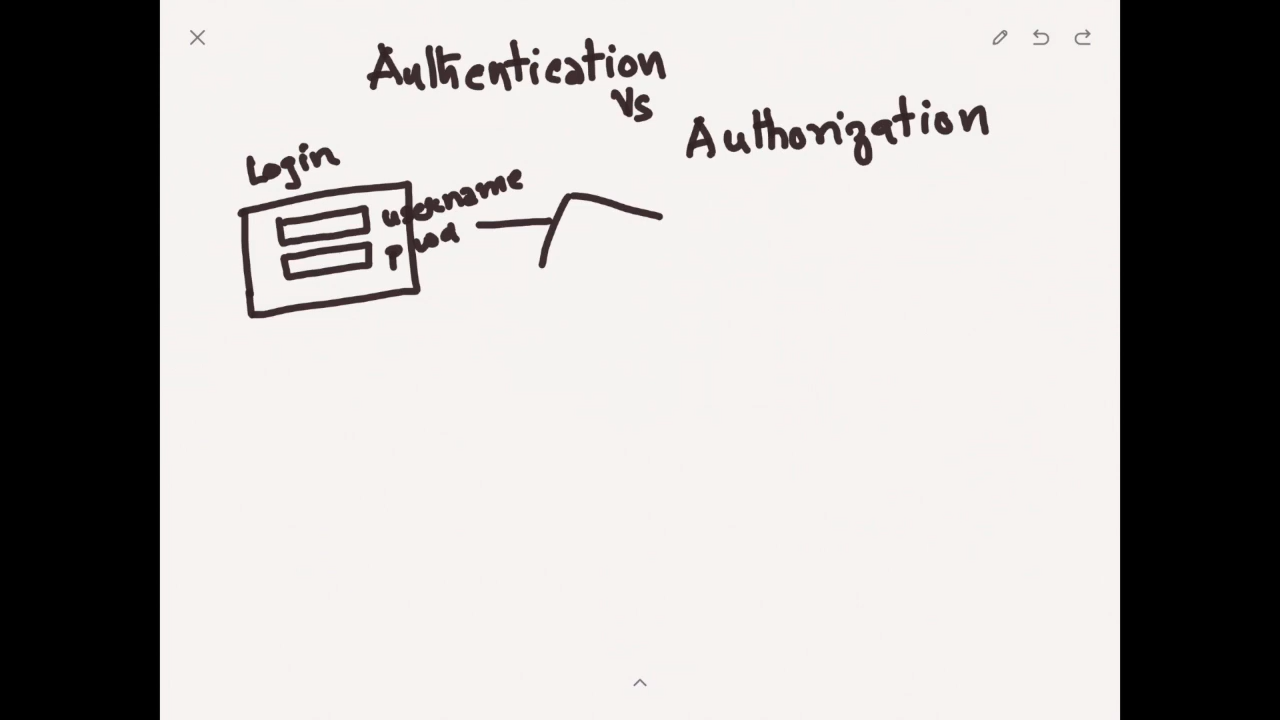 Authentication
Vs
Authorization
Login
username
pwd